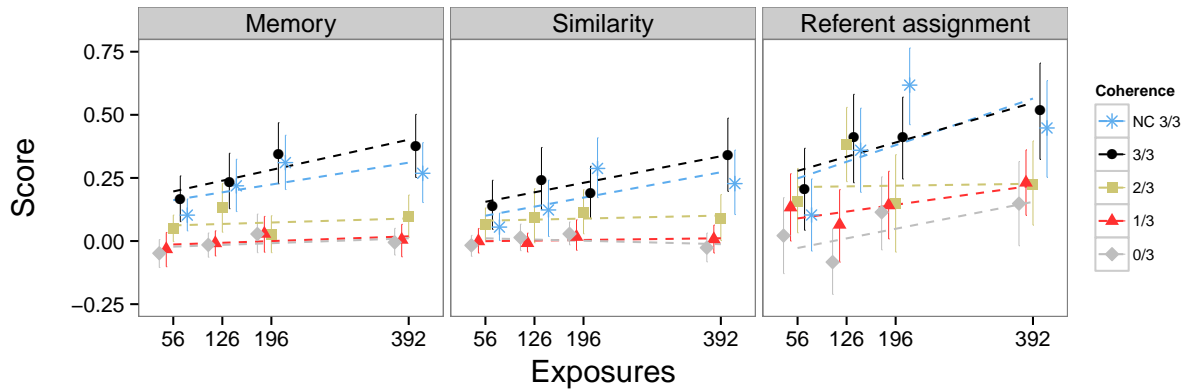 Memory Similarity Referent assignment
0.75
0.50
0.25
0.00
−0.25
Score
56 126 196 392 56 126 196 392 56 126 196 392
Exposures
Coherence
NC 3/3
3/3
2/3
1/3
0/3